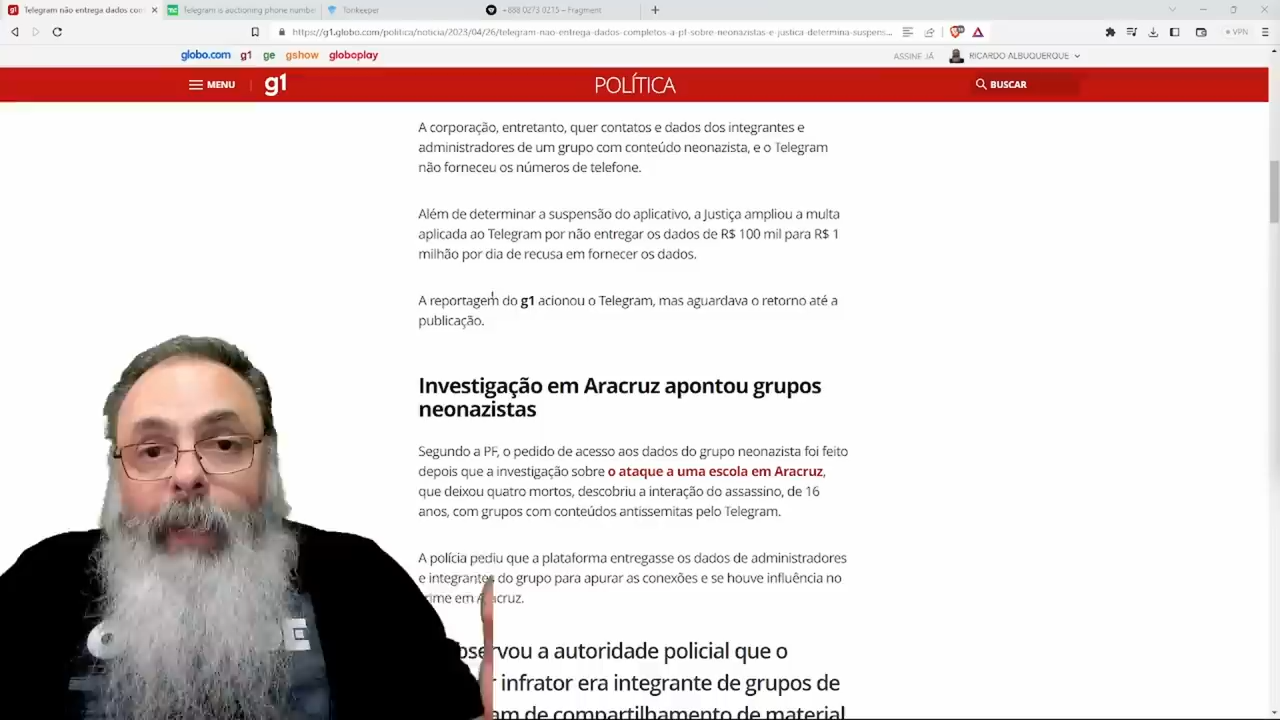 Telegram não entrega dados com
Telegram is auctioning phone number
Tonkeeper
+888 0273 0215 – Fragment
https://g1.globo.com/politica/noticia/2023/04/26/telegram-nao-entrega-dados-completos-a-pf-sobre-neonazistas-e-justica-determina-suspens...
VPN
globo.com g1 ge gshow globoplay
ASSINE JÁ
RICARDO ALBUQUERQUE
MENU
g1
POLÍTICA
BUSCAR
A corporação, entretanto, quer contatos e dados dos integrantes e
administradores de um grupo com conteúdo neonazista, e o Telegram
não forneceu os números de telefone.
Além de determinar a suspensão do aplicativo, a Justiça ampliou a multa
aplicada ao Telegram por não entregar os dados de R$ 100 mil para R$ 1
milhão por dia de recusa em fornecer os dados.
A reportagem do g1 acionou o Telegram, mas aguardava o retorno até a
publicação.
Investigação em Aracruz apontou grupos
neonazistas
Segundo a PF, o pedido de acesso aos dados do grupo neonazista foi feito
depois que a investigação sobre o ataque a uma escola em Aracruz,
que deixou quatro mortos, descobriu a interação do assassino, de 16
anos, com grupos com conteúdos antissemitas pelo Telegram.
A polícia pediu que a plataforma entregasse os dados de administradores
e integrantes do grupo para apurar as conexões e se houve influência no
crime em Aracruz.
a autoridade policial que o
infrator era integrante de grupos de
de compartilhamento de material